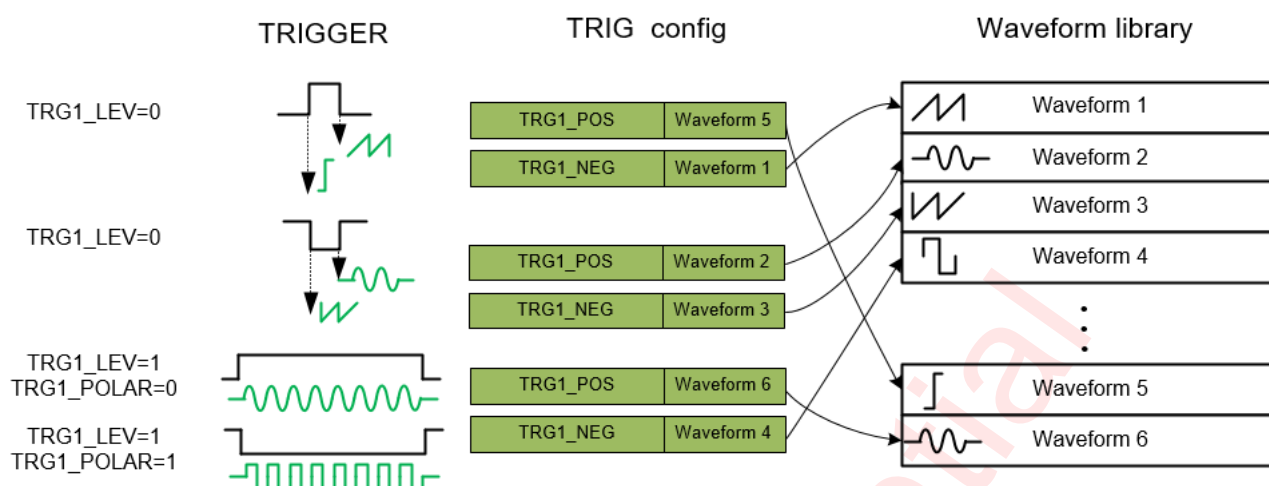 TRIGGER
TRIG config
Waveform library
TRG1_LEV=0
TRG1_POS Waveform 5
TRG1_NEG Waveform 1
Waveform 1
Waveform 2
Waveform 3
Waveform 4
TRG1_LEV=0
TRG1_POS Waveform 2
TRG1_NEG Waveform 3
TRG1_LEV=1
TRG1_POLAR=0
TRG1_POS Waveform 6
TRG1_NEG Waveform 4
Waveform 5
Waveform 6
TRG1_LEV=1
TRG1_POLAR=1
tial